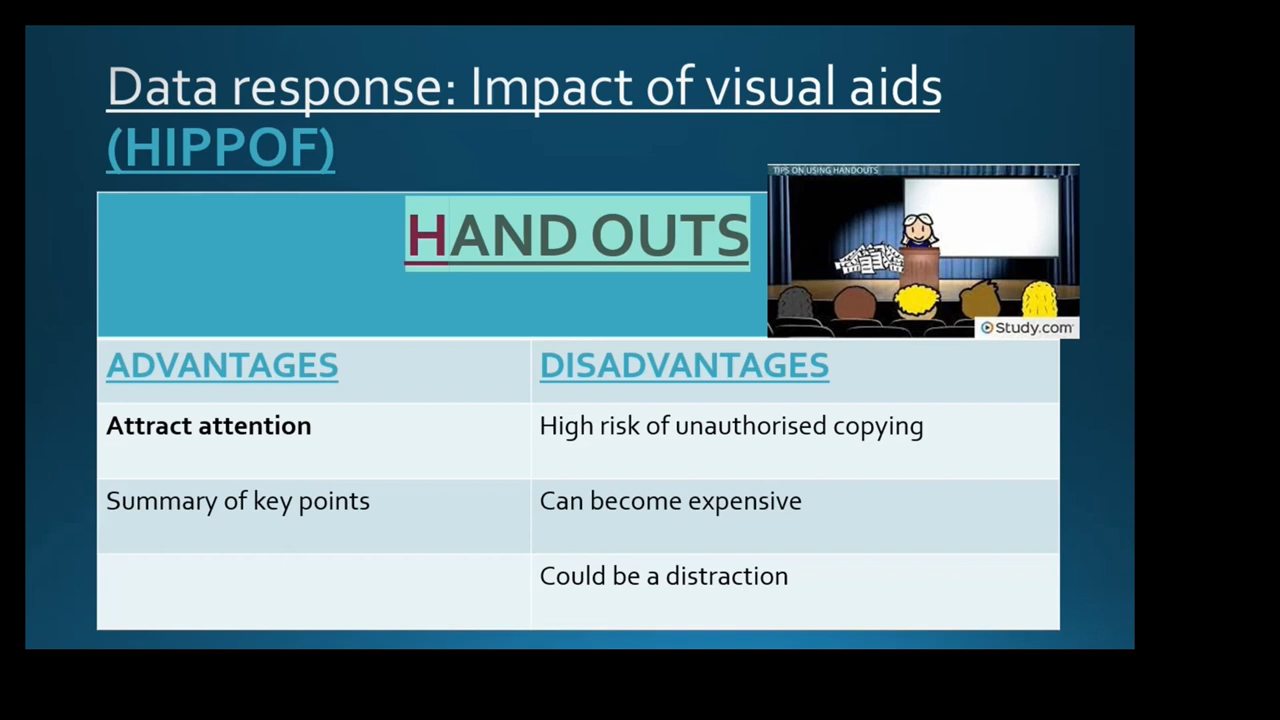 Data response: Impact of visual aids
(HIPPOF)
TIPS ON USING HANDOUTS
HAND OUTS
Study.com
ADVANTAGES
DISADVANTAGES
Attract attention
High risk of unauthorised copying
Summary of key points
Can become expensive
Could be a distraction